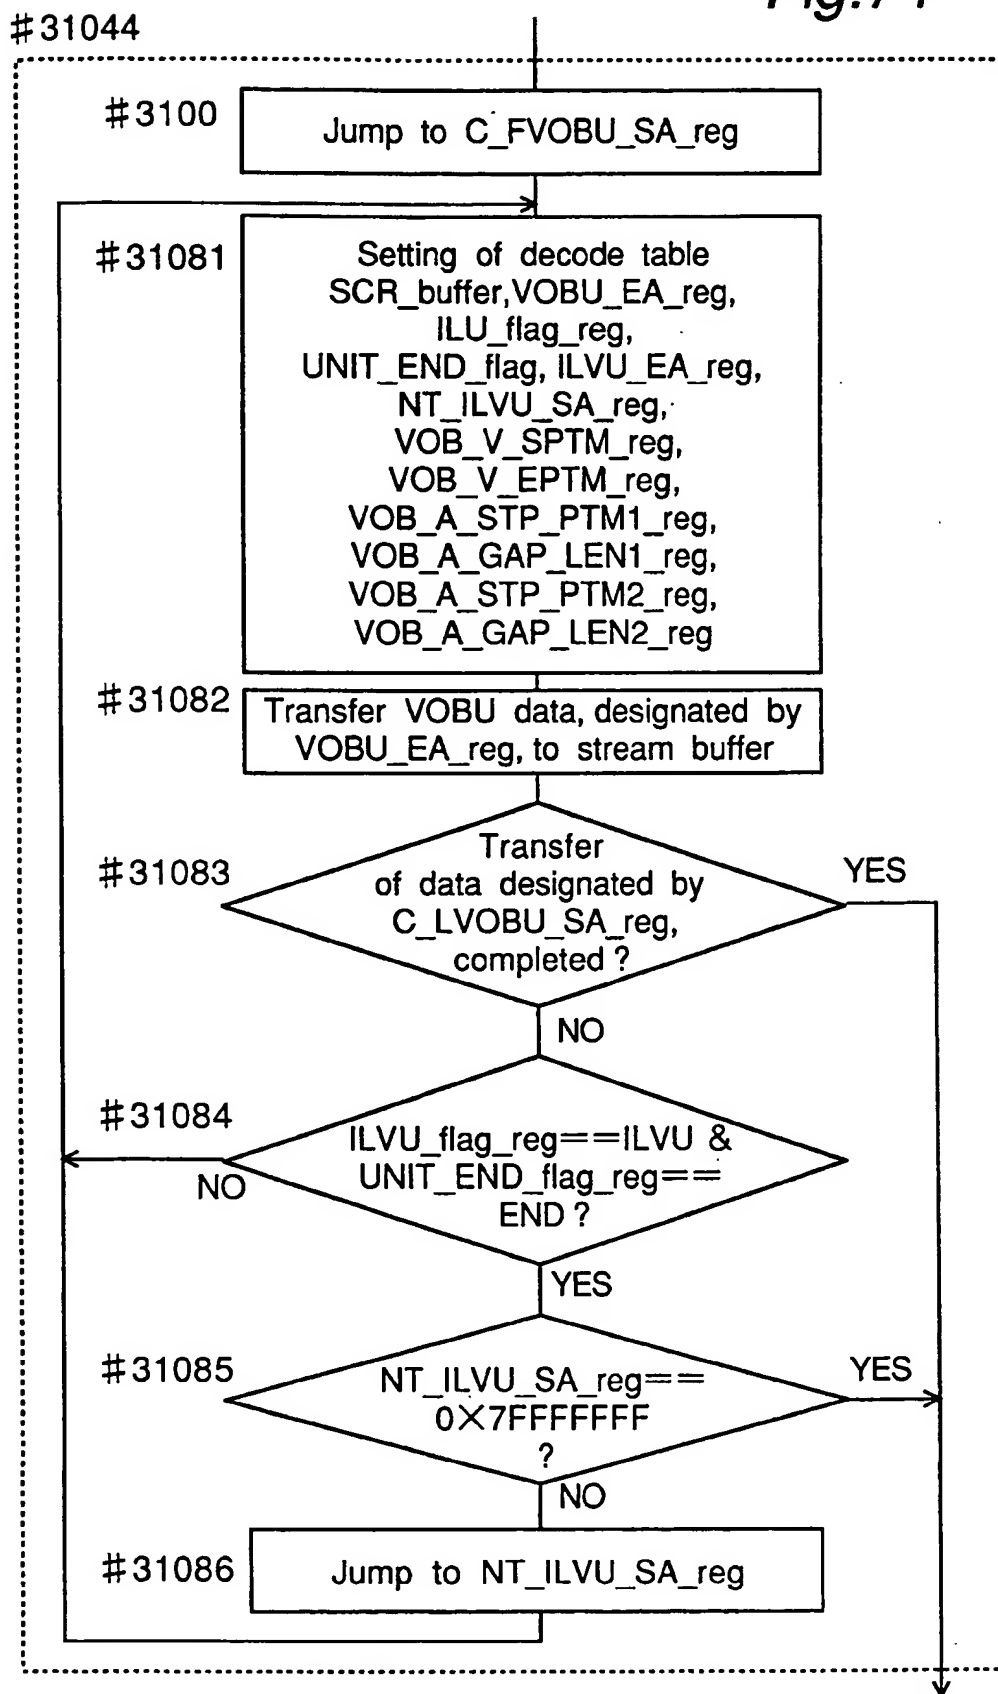 #31044
#3100
Jump to C_FVOBU_SA_reg
#31081
Setting of decode table
SCR_buffer,VOBU_EA_reg,
ILU_flag_reg,
UNIT_END_flag, ILVU_EA_reg,
NT_ILVU_SA_reg,
VOB_V_SPTM_reg,
VOB_V_EPTM_reg,
VOB_A_STP_PTM1_reg,
VOB_A_GAP_LEN1_reg,
VOB_A_STP_PTM2_reg,
VOB_A_GAP_LEN2_reg
#31082
Transfer VOBU data, designated by
VOBU_EA_reg, to stream buffer
#31083
Transfer
of data designated by
C_LVOBU_SA_reg,
completed ?
YES
NO
#31084
ILVU_flag_reg==ILVU &
UNIT_END_flag_reg==
END ?
NO
YES
#31085
NT_ILVU_SA_reg==
0X7FFFFFFF
?
YES
NO
#31086
Jump to NT_ILVU_SA_reg